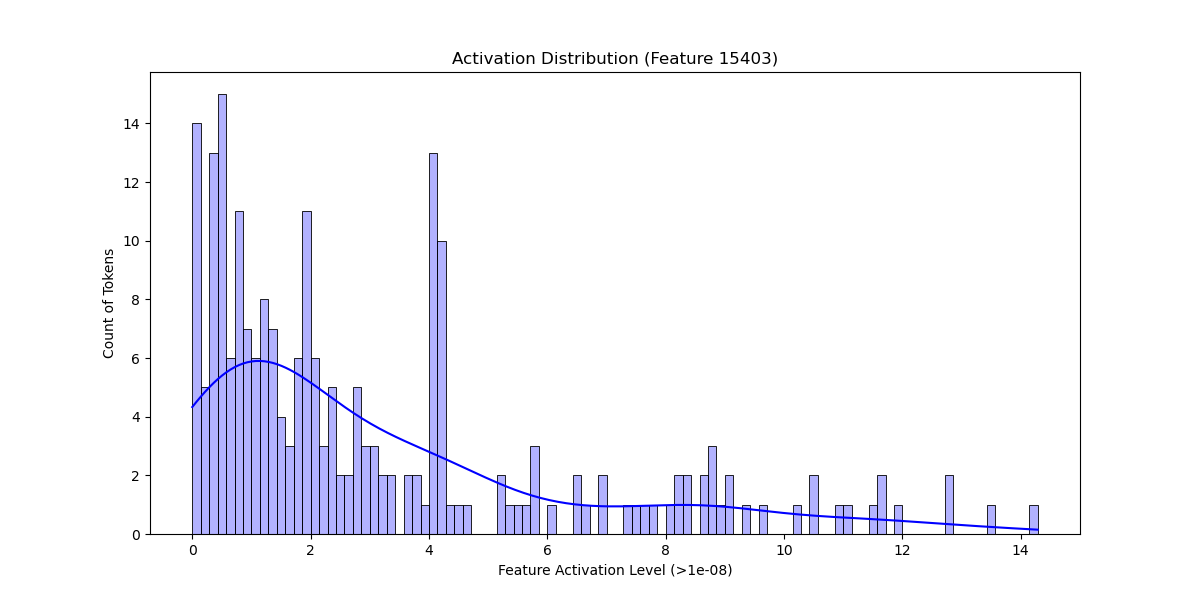 Activation Distribution (Feature 15403)
14
12
10
8
6
4
2
0
Count of Tokens
0 2 4 6 8 10 12 14
Feature Activation Level (>1e-08)